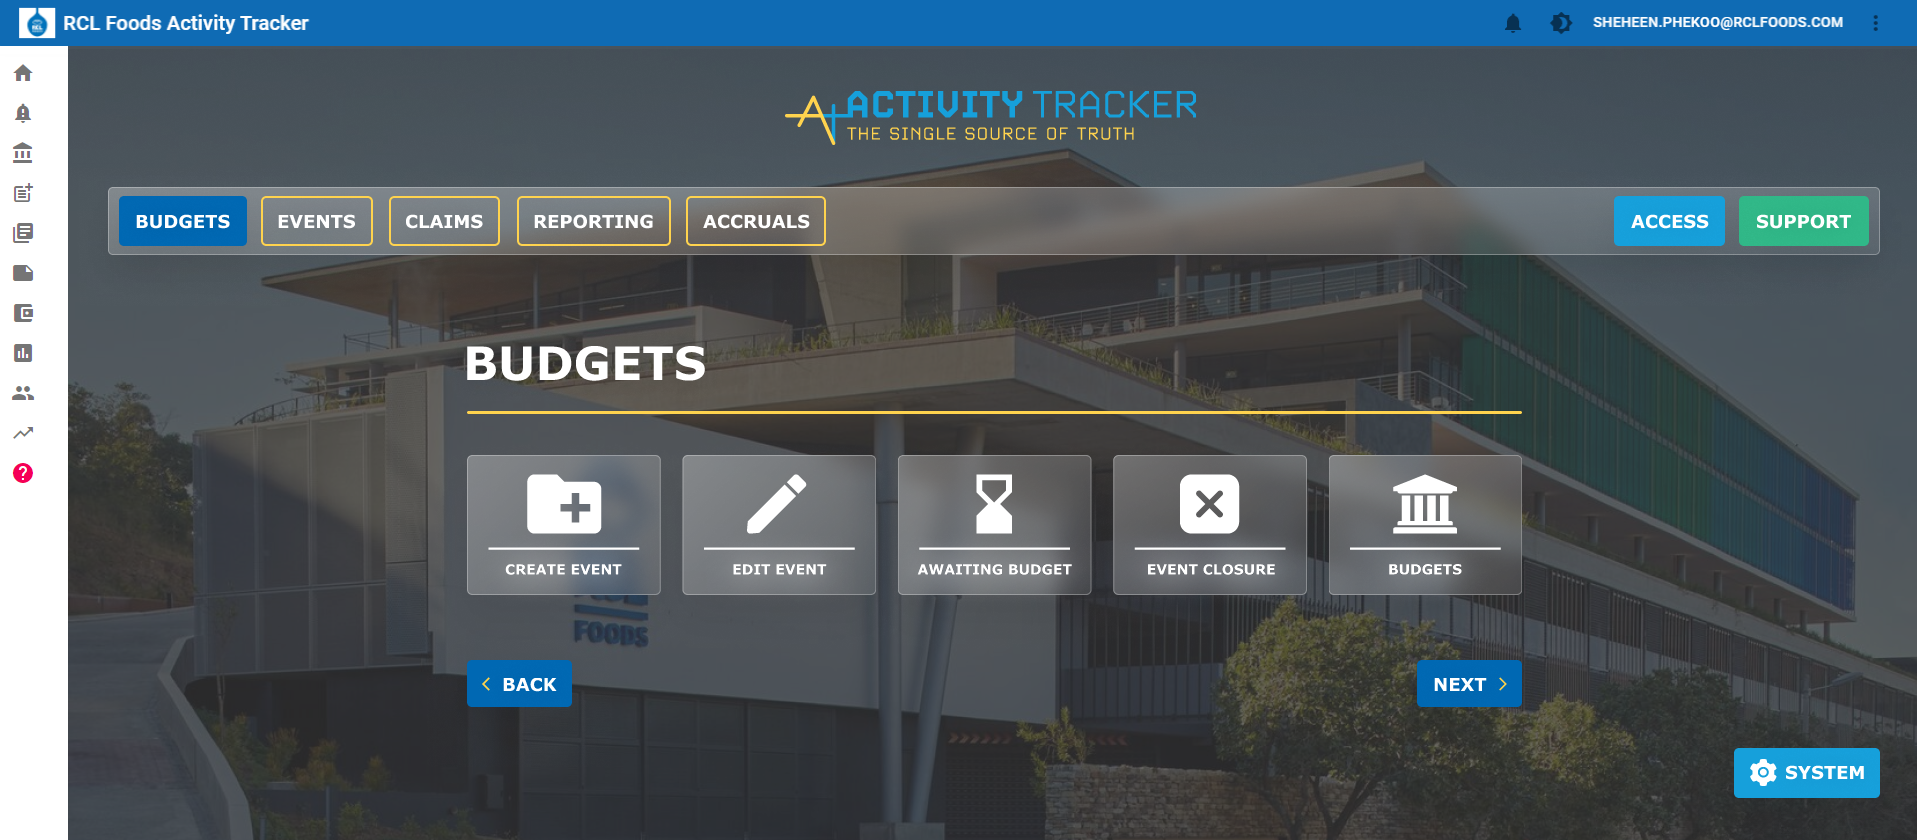 RCL Foods Activity Tracker
SHEHEEN.PHEKOO@RCLFOODS.COM
ACTIVITY TRACKER
THE SINGLE SOURCE OF TRUTH
BUDGETS EVENTS CLAIMS REPORTING ACCRUALS ACCESS SUPPORT
BUDGETS
CREATE EVENT EDIT EVENT AWAITING BUDGET EVENT CLOSURE BUDGETS
FOODS
BACK NEXT
SYSTEM